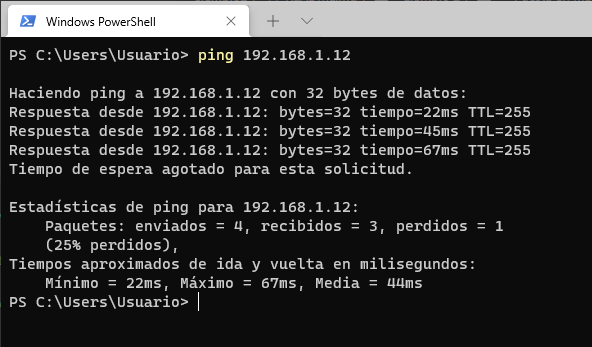 Windows PowerShell
PS C:\Users\Usuario> ping 192.168.1.12
Haciendo ping a 192.168.1.12 con 32 bytes de datos:
Respuesta desde 192.168.1.12: bytes=32 tiempo=22ms TTL=255
Respuesta desde 192.168.1.12: bytes=32 tiempo=45ms TTL=255
Respuesta desde 192.168.1.12: bytes=32 tiempo=67ms TTL=255
Tiempo de espera agotado para esta solicitud.
Estadísticas de ping para 192.168.1.12:
    Paquetes: enviados = 4, recibidos = 3, perdidos = 1
    (25% perdidos),
Tiempos aproximados de ida y vuelta en milisegundos:
    Mínimo = 22ms, Máximo = 67ms, Media = 44ms
PS C:\Users\Usuario>